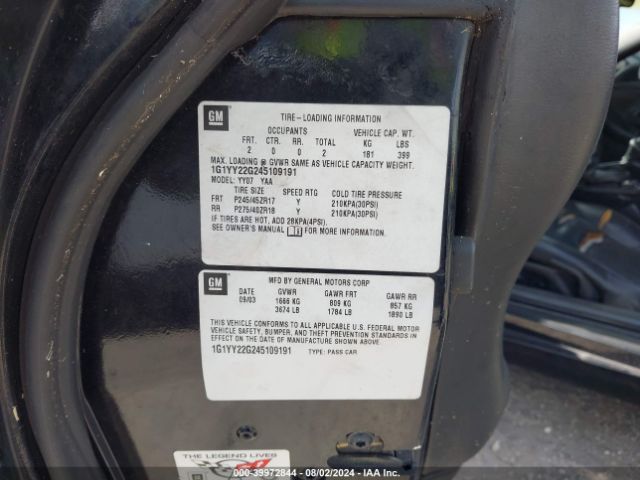 GM
TIRE-LOADING INFORMATION
OCCUPANTS VEHICLE CAP. WT.
FRT. CTR. RR. TOTAL KG LBS
2 0 0 2 181 399
MAX. LOADING @ GVWR SAME AS VEHICLE CAPACITY WEIGHT.
1G1YY22G245109191
MODEL: YY07 YAA
TIRE SIZE SPEED RTG COLD TIRE PRESSURE
FRT P245/45ZR17 Y 210KPA(30PSI)
RR P275/40ZR18 Y 210KPA(30PSI)
IF TIRES ARE HOT, ADD 28KPA(4PSI).
SEE OWNER'S MANUAL FOR MORE INFORMATION.
GM
MFD BY GENERAL MOTORS CORP
DATE GVWR GAWR FRT GAWR RR
09/03 1666 KG 809 KG 857 KG
3674 LB 1784 LB 1890 LB
THIS VEHICLE CONFORMS TO ALL APPLICABLE U.S. FEDERAL MOTOR
VEHICLE SAFETY, BUMPER, AND THEFT PREVENTION STANDARDS IN
EFFECT ON THE DATE OF MANUFACTURE SHOWN ABOVE.
1G1YY22G245109191 TYPE: PASS CAR
THE LEGEND LIVES
000-39972844 - 08/02/2024 - IAA Inc.